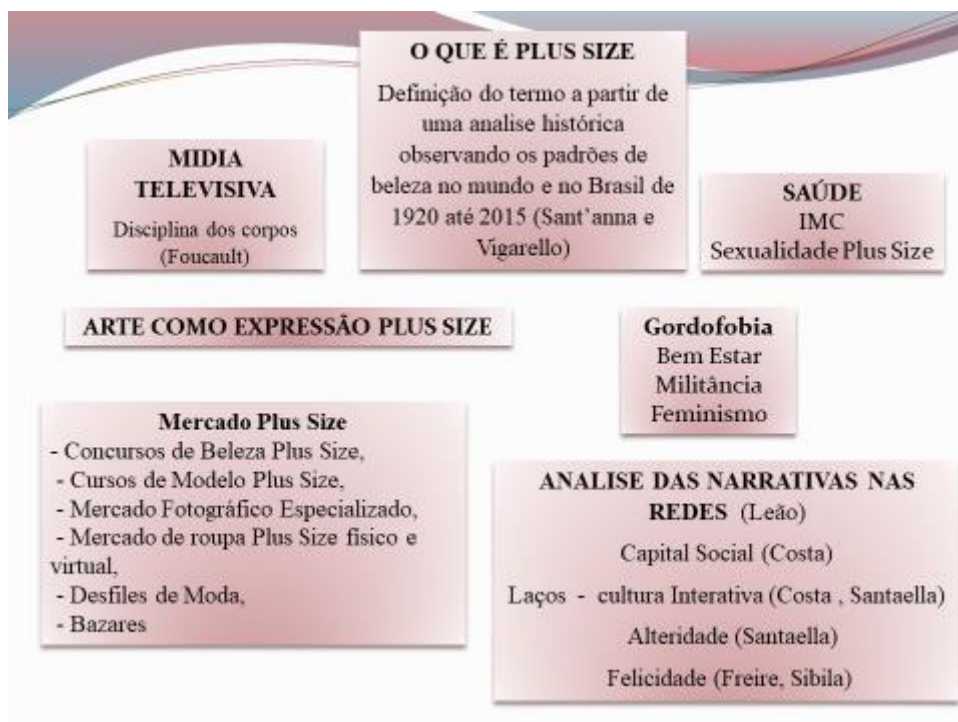 O QUE É PLUS SIZE
Definição do termo a partir de
uma analise histórica
observando os padrões de
beleza no mundo e no Brasil de
1920 até 2015 (Sant’anna e
Vigarello)
MIDIA
TELEVISIVA
Disciplina dos corpos
(Foucault)
SAÚDE
IMC
Sexualidade Plus Size
ARTE COMO EXPRESSÃO PLUS SIZE
Gordofobia
Bem Estar
Militância
Feminismo
Mercado Plus Size
- Concursos de Beleza Plus Size,
- Cursos de Modelo Plus Size,
- Mercado Fotográfico Especializado,
- Mercado de roupa Plus Size físico e
virtual,
- Desfiles de Moda,
- Bazares
ANALISE DAS NARRATIVAS NAS
REDES (Leão)
Capital Social (Costa)
Laços - cultura Interativa (Costa , Santaella)
Alteridade (Santaella)
Felicidade (Freire, Sibila)